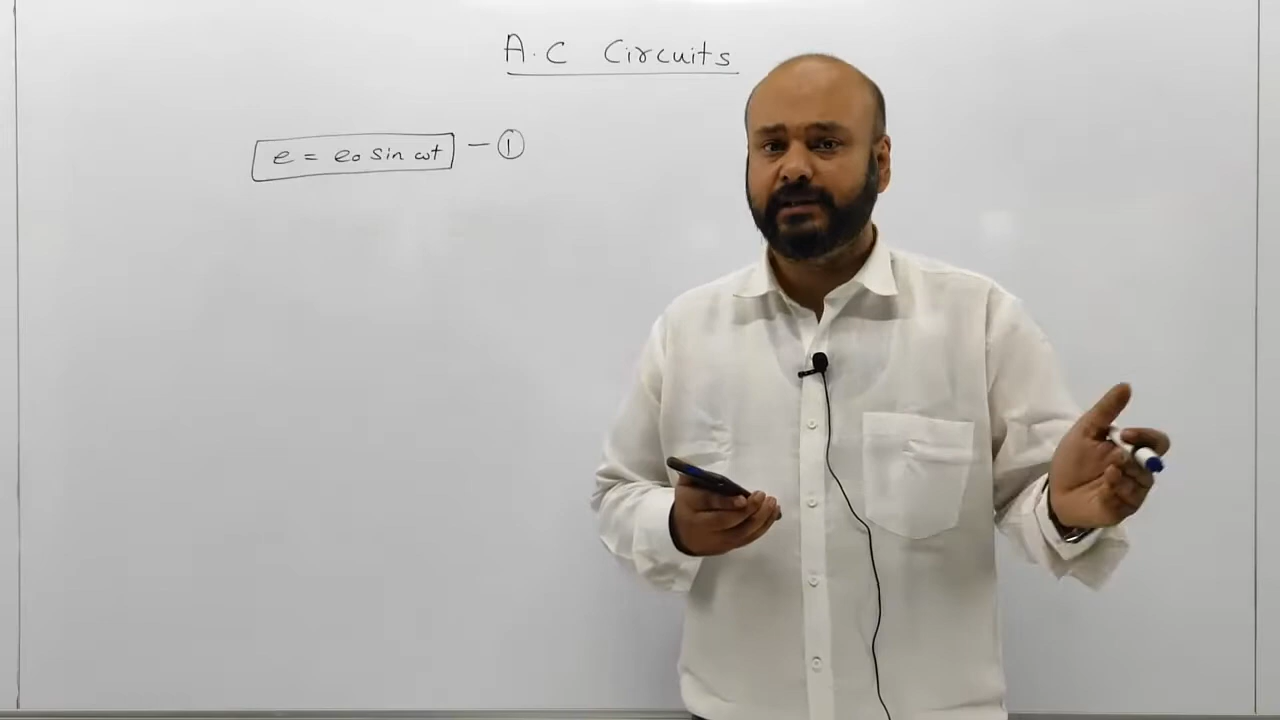 A.C Circuits
e = e₀ sin ωt — ①